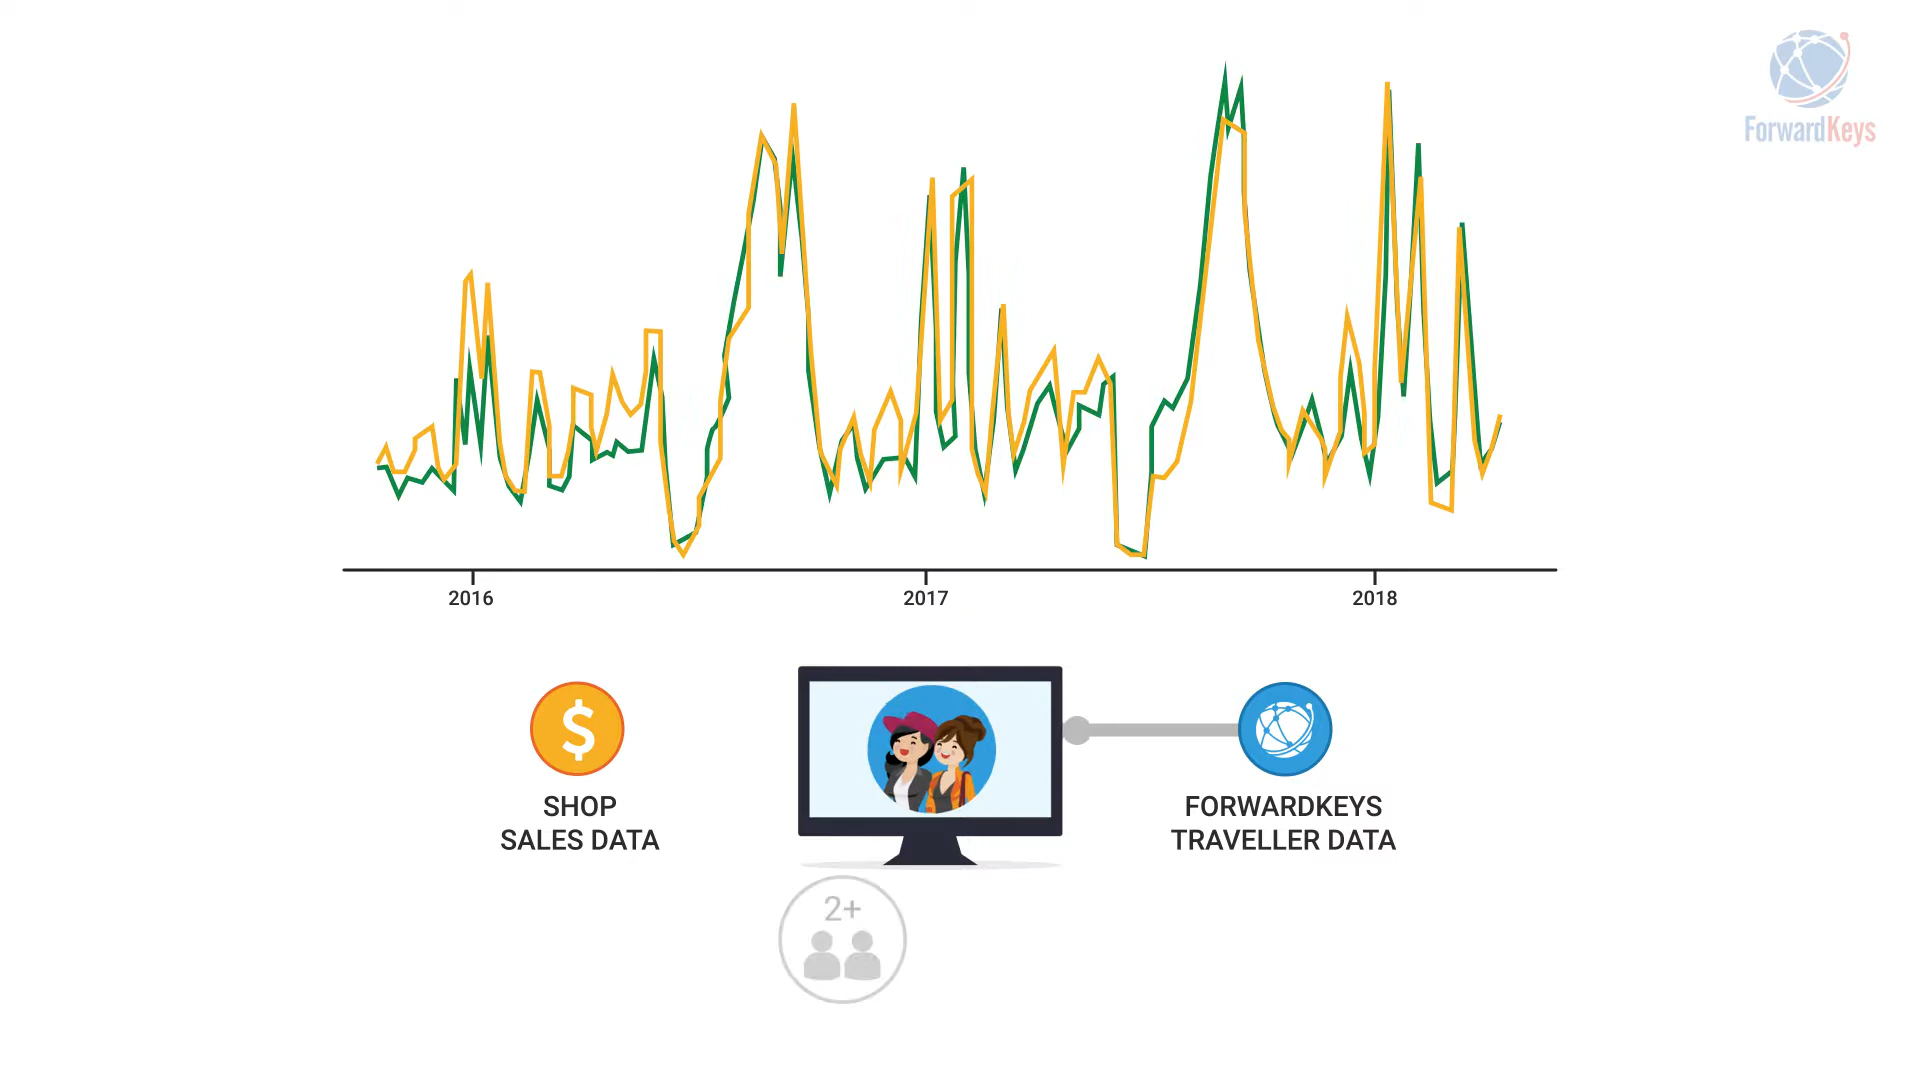 ForwardKeys
2016
2017
2018
$
SHOP
SALES DATA
FORWARDKEYS
TRAVELLER DATA
2+